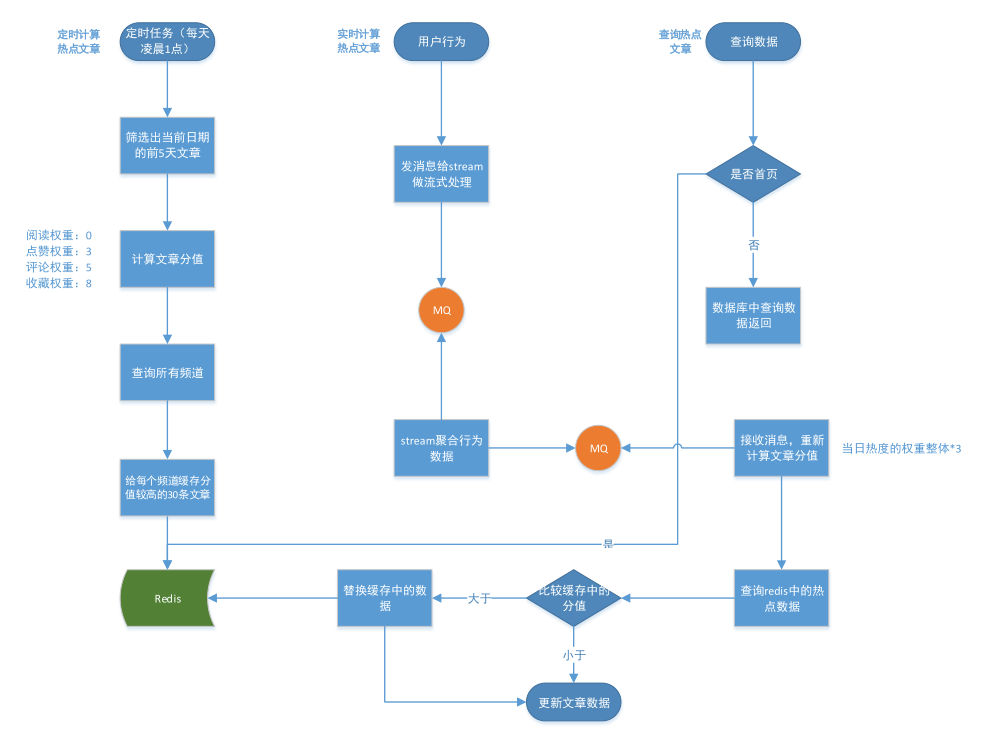 定时计算
热点文章
定时任务（每天
凌晨1点）
实时计算
热点文章
用户行为
查询热点
文章
查询数据
筛选出当前日期
的前5天文章
发消息给stream
做流式处理
是否首页
阅读权重：0
点赞权重：3
评论权重：5
收藏权重：8
计算文章分值
否
MQ
数据库中查询数
据返回
查询所有频道
stream聚合行为
数据
MQ
接收消息，重新
计算文章分值
当日热度的权重整体*3
给每个频道缓存分
值较高的30条文章
是
Redis
替换缓存中的数
据
大于
比较缓存中的
分值
查询redis中的热
点数据
小于
更新文章数据